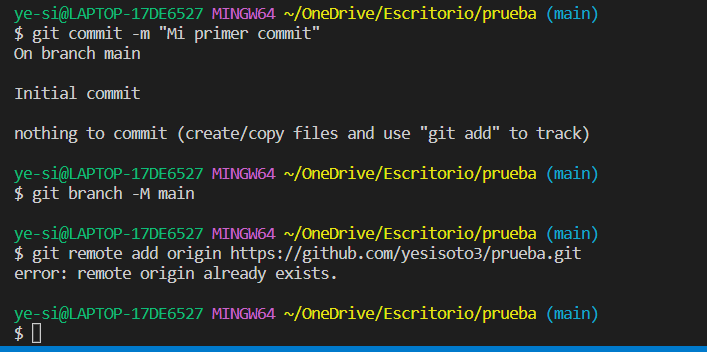 ye-si@LAPTOP-17DE6527 MINGW64 ~/OneDrive/Escritorio/prueba (main)
$ git commit -m "Mi primer commit"
On branch main
Initial commit
nothing to commit (create/copy files and use "git add" to track)
ye-si@LAPTOP-17DE6527 MINGW64 ~/OneDrive/Escritorio/prueba (main)
$ git branch -M main
ye-si@LAPTOP-17DE6527 MINGW64 ~/OneDrive/Escritorio/prueba (main)
$ git remote add origin https://github.com/yesisoto3/prueba.git
error: remote origin already exists.
ye-si@LAPTOP-17DE6527 MINGW64 ~/OneDrive/Escritorio/prueba (main)
$